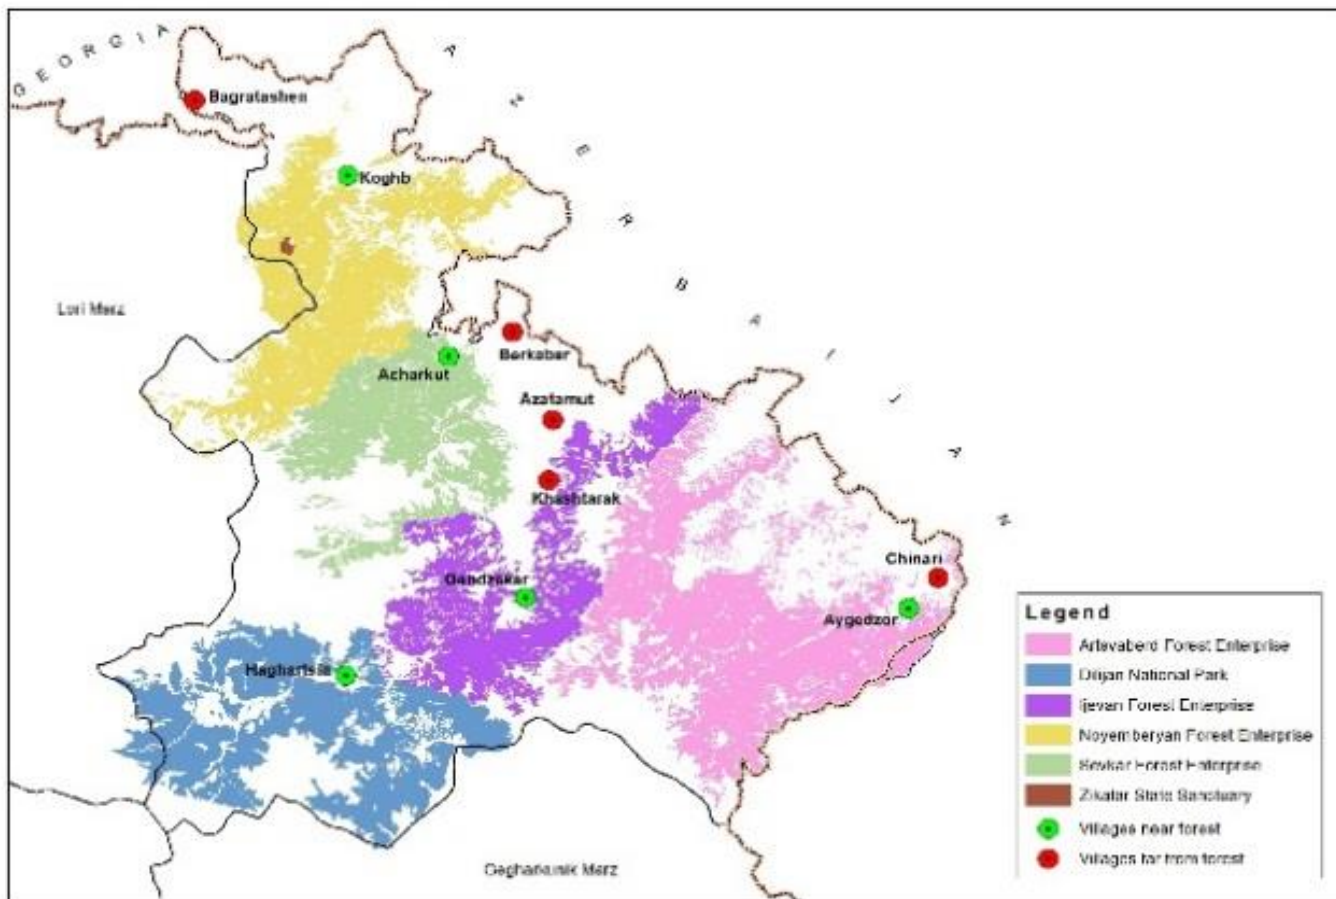 GEORGIA
AZERBAIJAN
Bagratashen
Koghb
Lori Marz
Berkaber
Acharkut
Azatamut
Khashtarak
Chinari
Gandzakar
Aygedzor
Haghartsin
Gegharkunik Marz
Legend
Artsvaberd Forest Enterprise
Dilijan National Park
Ijevan Forest Enterprise
Noyemberyan Forest Enterprise
Sevkar Forest Enterprise
Zikatar State Sanctuary
Villages near forest
Villages far from forest